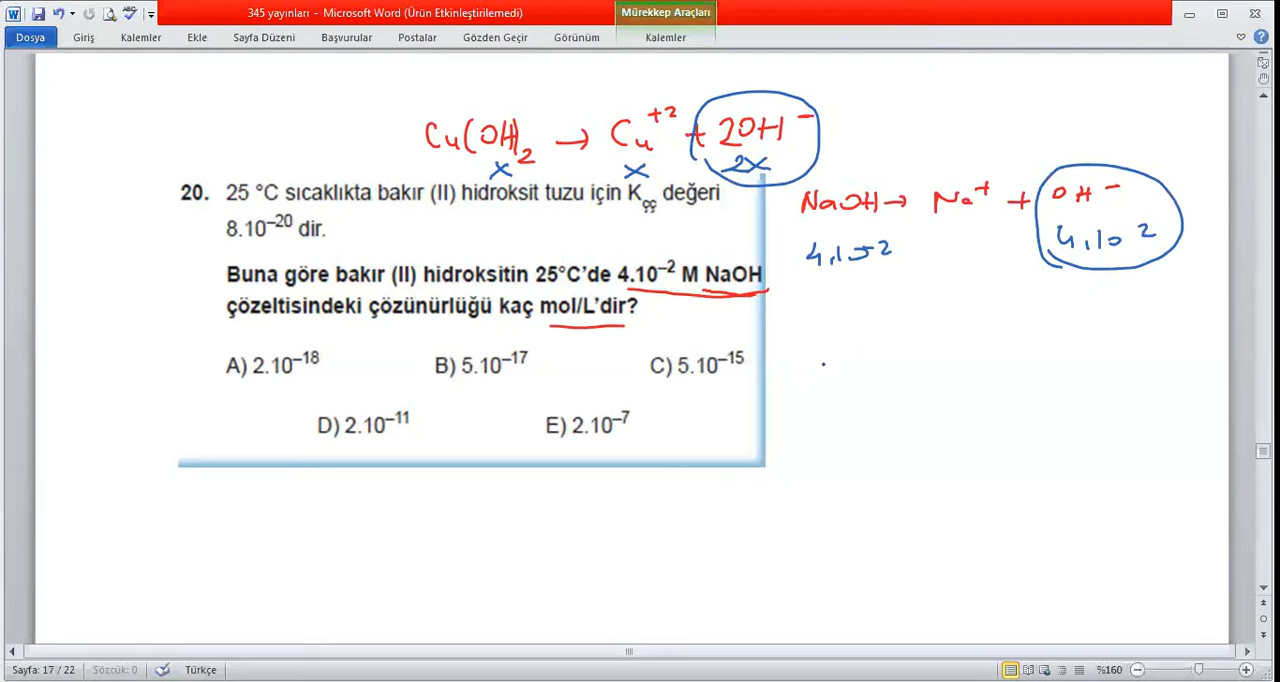 345 yayınları - Microsoft Word (Ürün Etkinleştirilemedi)
Mürekkep Araçları
Dosya Giriş Kalemler Ekle Sayfa Düzeni Başvurular Postalar Gözden Geçir Görünüm Kalemler
Cu(OH)₂ → Cu⁺² + 2OH⁻
x x 2x
20. 25 °C sıcaklıkta bakır (II) hidroksit tuzu için Kçç değeri
8.10⁻²⁰ dir.
NaOH → Na⁺ + OH⁻
4.10⁻² 4.10⁻²
Buna göre bakır (II) hidroksitin 25°C'de 4.10⁻² M NaOH
çözeltisindeki çözünürlüğü kaç mol/L'dir?
A) 2.10⁻¹⁸ B) 5.10⁻¹⁷ C) 5.10⁻¹⁵
D) 2.10⁻¹¹ E) 2.10⁻⁷
Sayfa: 17 / 22 Sözcük: 0 Türkçe %160